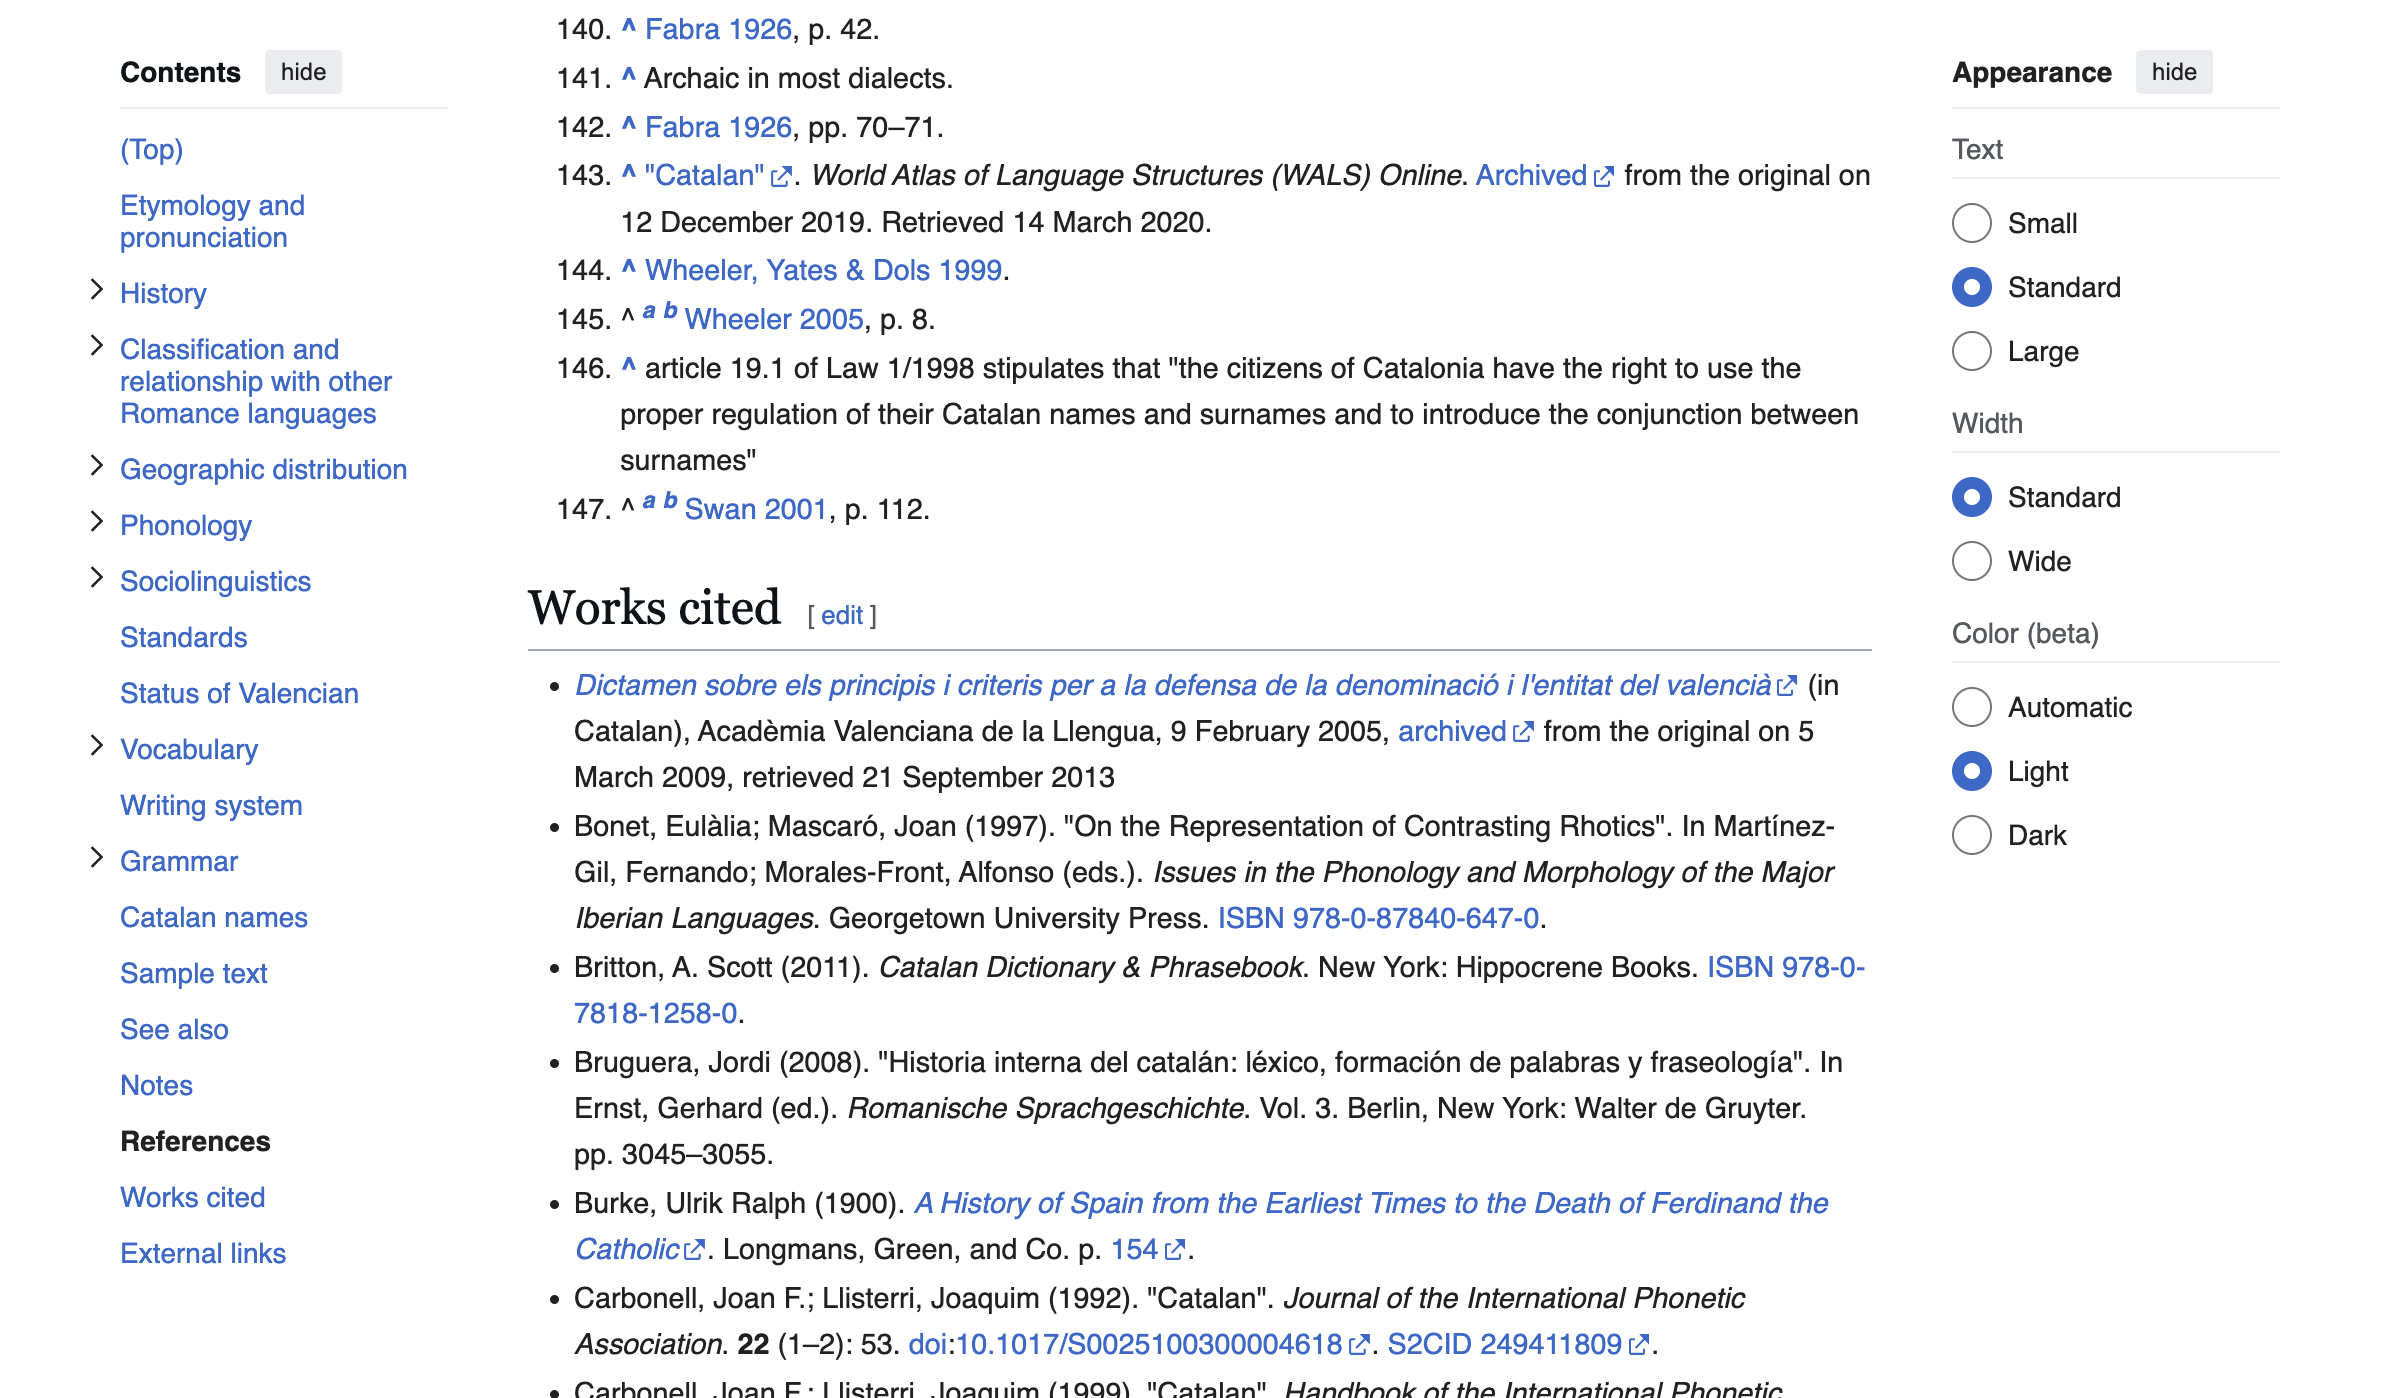 Contents hide
(Top)
Etymology and
pronunciation
History
Classification and
relationship with other
Romance languages
Geographic distribution
Phonology
Sociolinguistics
Standards
Status of Valencian
Vocabulary
Writing system
Grammar
Catalan names
Sample text
See also
Notes
References
Works cited
External links
140. ^ Fabra 1926, p. 42.
141. ^ Archaic in most dialects.
142. ^ Fabra 1926, pp. 70–71.
143. ^ "Catalan". World Atlas of Language Structures (WALS) Online. Archived from the original on
12 December 2019. Retrieved 14 March 2020.
144. ^ Wheeler, Yates & Dols 1999.
145. ^ a b Wheeler 2005, p. 8.
146. ^ article 19.1 of Law 1/1998 stipulates that "the citizens of Catalonia have the right to use the
proper regulation of their Catalan names and surnames and to introduce the conjunction between
surnames"
147. ^ a b Swan 2001, p. 112.
Works cited [ edit ]
• Dictamen sobre els principis i criteris per a la defensa de la denominació i l'entitat del valencià (in
Catalan), Acadèmia Valenciana de la Llengua, 9 February 2005, archived from the original on 5
March 2009, retrieved 21 September 2013
• Bonet, Eulàlia; Mascaró, Joan (1997). "On the Representation of Contrasting Rhotics". In Martínez-
Gil, Fernando; Morales-Front, Alfonso (eds.). Issues in the Phonology and Morphology of the Major
Iberian Languages. Georgetown University Press. ISBN 978-0-87840-647-0.
• Britton, A. Scott (2011). Catalan Dictionary & Phrasebook. New York: Hippocrene Books. ISBN 978-0-
7818-1258-0.
• Bruguera, Jordi (2008). "Historia interna del catalán: léxico, formación de palabras y fraseología". In
Ernst, Gerhard (ed.). Romanische Sprachgeschichte. Vol. 3. Berlin, New York: Walter de Gruyter.
pp. 3045–3055.
• Burke, Ulrik Ralph (1900). A History of Spain from the Earliest Times to the Death of Ferdinand the
Catholic. Longmans, Green, and Co. p. 154.
• Carbonell, Joan F.; Llisterri, Joaquim (1992). "Catalan". Journal of the International Phonetic
Association. 22 (1–2): 53. doi:10.1017/S0025100300004618. S2CID 249411809.
• Carbonell, Joan F.; Llisterri, Joaquim (1999). "Catalan". Handbook of the International Phonetic
Appearance hide
Text
Small
Standard
Large
Width
Standard
Wide
Color (beta)
Automatic
Light
Dark